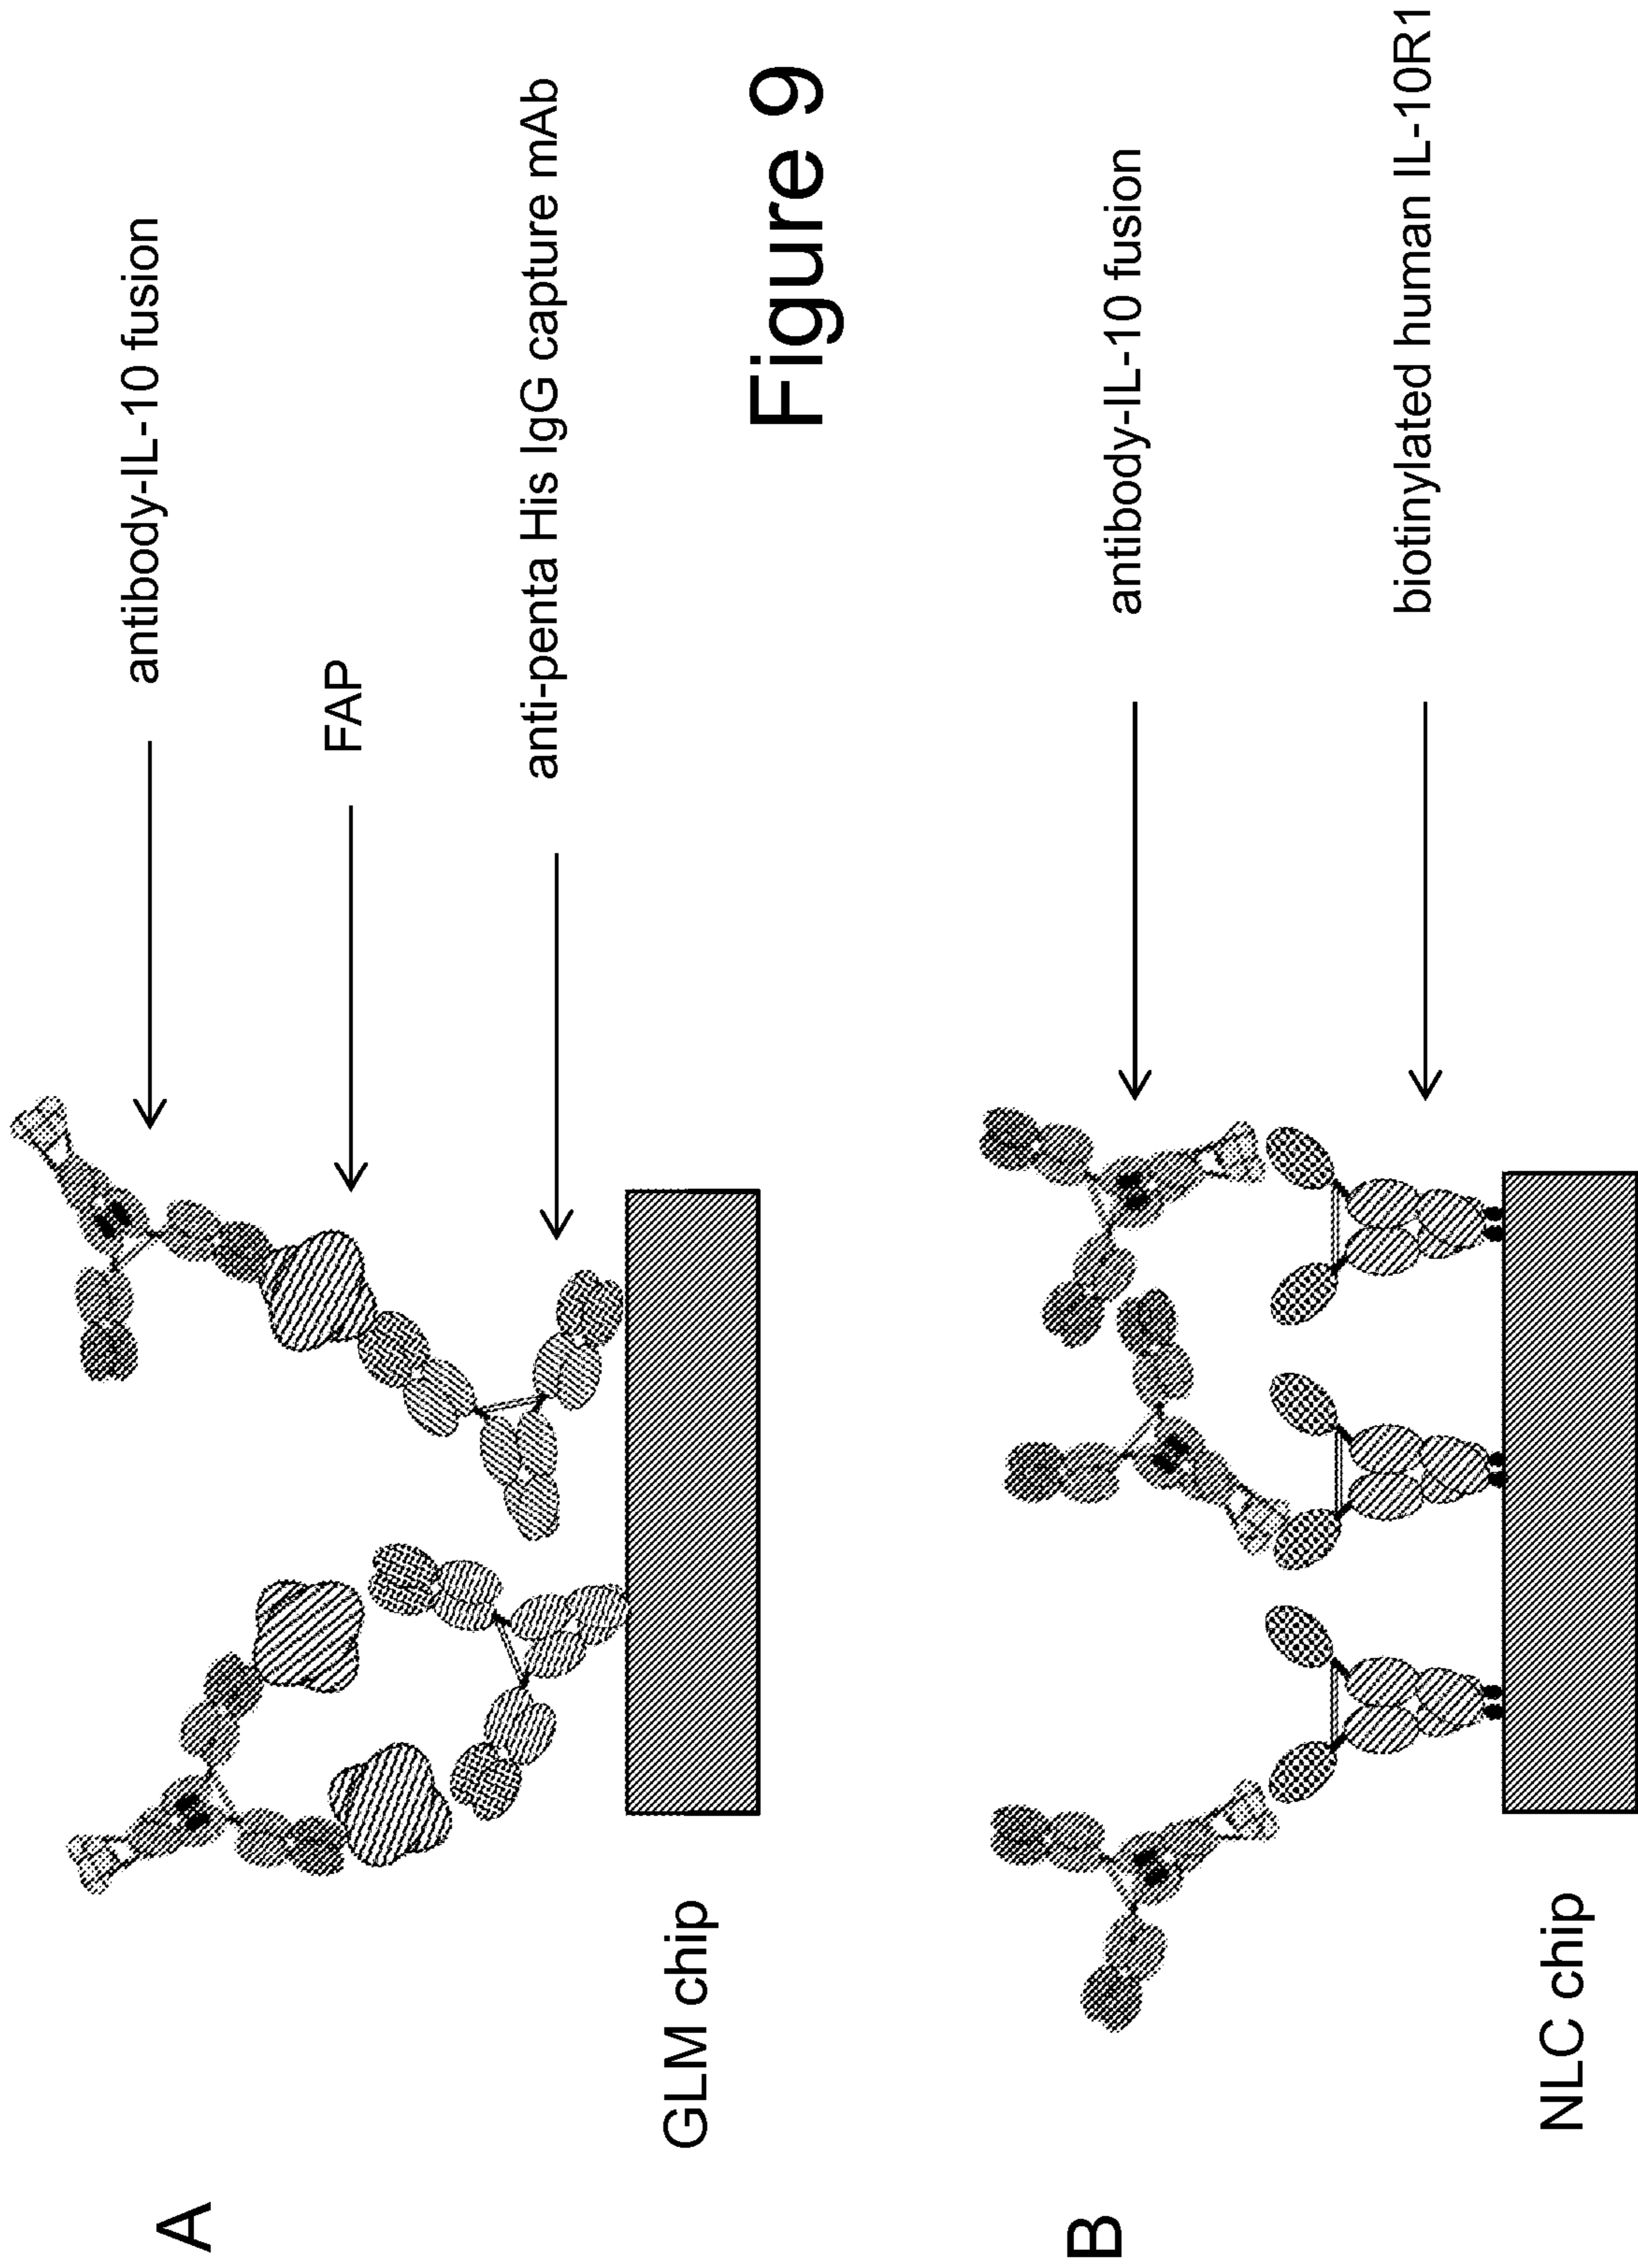 A
antibody-IL-10 fusion
FAP
anti-penta His IgG capture mAb
GLM chip
Figure 9
B
antibody-IL-10 fusion
biotinylated human IL-10R1
NLC chip